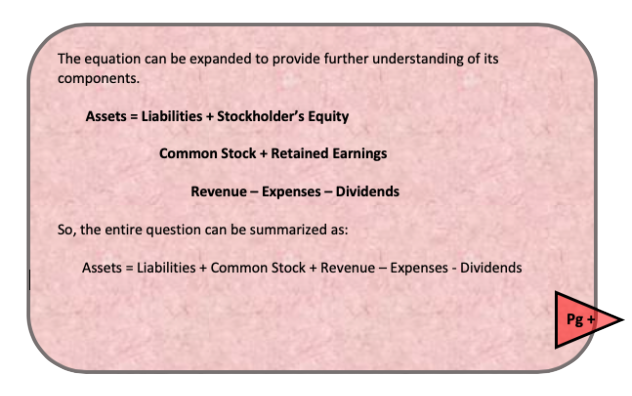 The equation can be expanded to provide further understanding of its
components.
Assets = Liabilities + Stockholder’s Equity
Common Stock + Retained Earnings
Revenue – Expenses – Dividends
So, the entire question can be summarized as:
Assets = Liabilities + Common Stock + Revenue – Expenses - Dividends
Pg +